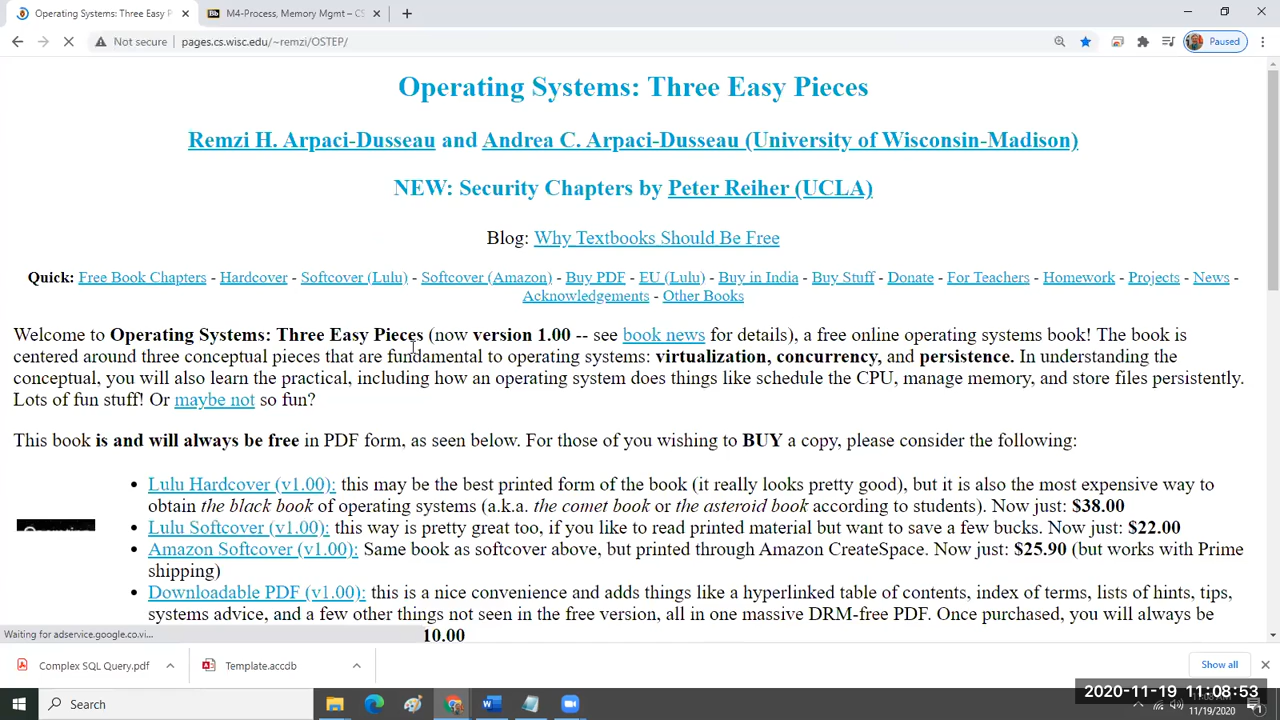 Operating Systems: Three Easy P
M4-Process, Memory Mgmt – CS
Not secure
pages.cs.wisc.edu/~remzi/OSTEP/
Paused
Operating Systems: Three Easy Pieces
Remzi H. Arpaci-Dusseau and Andrea C. Arpaci-Dusseau (University of Wisconsin-Madison)
NEW: Security Chapters by Peter Reiher (UCLA)
Blog: Why Textbooks Should Be Free
Quick: Free Book Chapters - Hardcover - Softcover (Lulu) - Softcover (Amazon) - Buy PDF - EU (Lulu) - Buy in India - Buy Stuff - Donate - For Teachers - Homework - Projects - News -
Acknowledgements - Other Books
Welcome to Operating Systems: Three Easy Pieces (now version 1.00 -- see book news for details), a free online operating systems book! The book is
centered around three conceptual pieces that are fundamental to operating systems: virtualization, concurrency, and persistence. In understanding the
conceptual, you will also learn the practical, including how an operating system does things like schedule the CPU, manage memory, and store files persistently.
Lots of fun stuff! Or maybe not so fun?
This book is and will always be free in PDF form, as seen below. For those of you wishing to BUY a copy, please consider the following:
• Lulu Hardcover (v1.00): this may be the best printed form of the book (it really looks pretty good), but it is also the most expensive way to
obtain the black book of operating systems (a.k.a. the comet book or the asteroid book according to students). Now just: $38.00
• Lulu Softcover (v1.00): this way is pretty great too, if you like to read printed material but want to save a few bucks. Now just: $22.00
• Amazon Softcover (v1.00): Same book as softcover above, but printed through Amazon CreateSpace. Now just: $25.90 (but works with Prime
shipping)
• Downloadable PDF (v1.00): this is a nice convenience and adds things like a hyperlinked table of contents, index of terms, lists of hints, tips,
systems advice, and a few other things not seen in the free version, all in one massive DRM-free PDF. Once purchased, you will always be
10.00
Waiting for adservice.google.co.vi...
Complex SQL Query.pdf
Template.accdb
Show all
Search
2020-11-19 11:08:53
11/19/2020